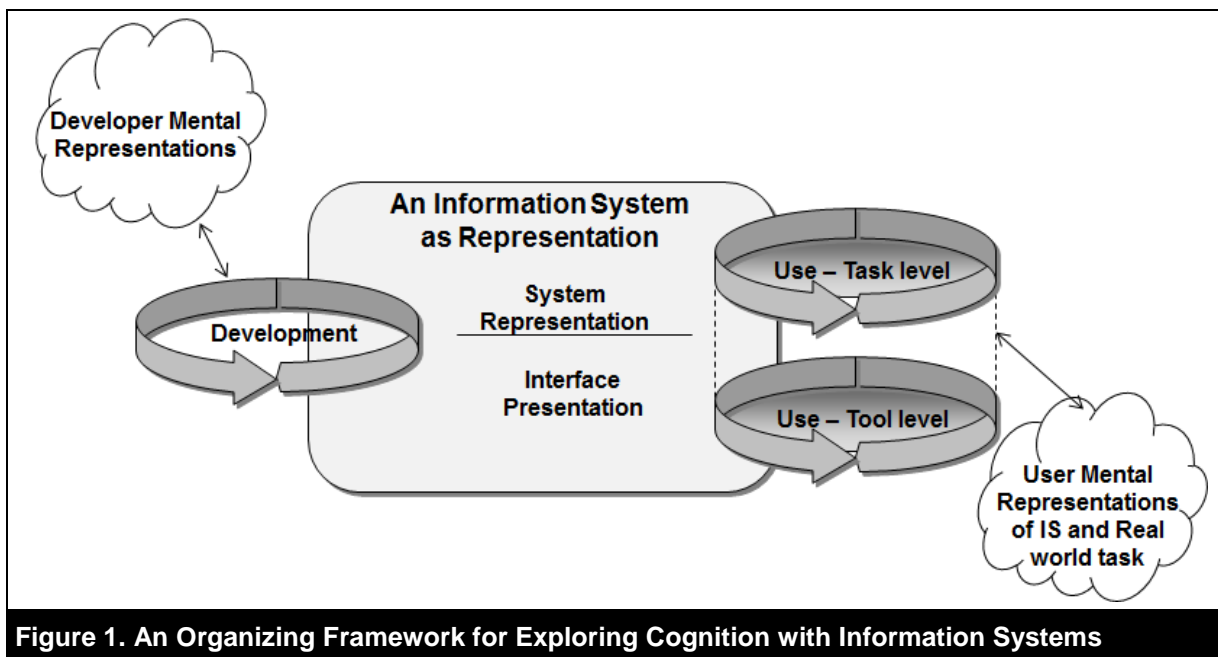 Developer Mental
Representations
An Information System
as Representation
Use – Task level
System
Representation
Development
Interface
Presentation
Use – Tool level
User Mental
Representations
of IS and Real
world task
Figure 1. An Organizing Framework for Exploring Cognition with Information Systems